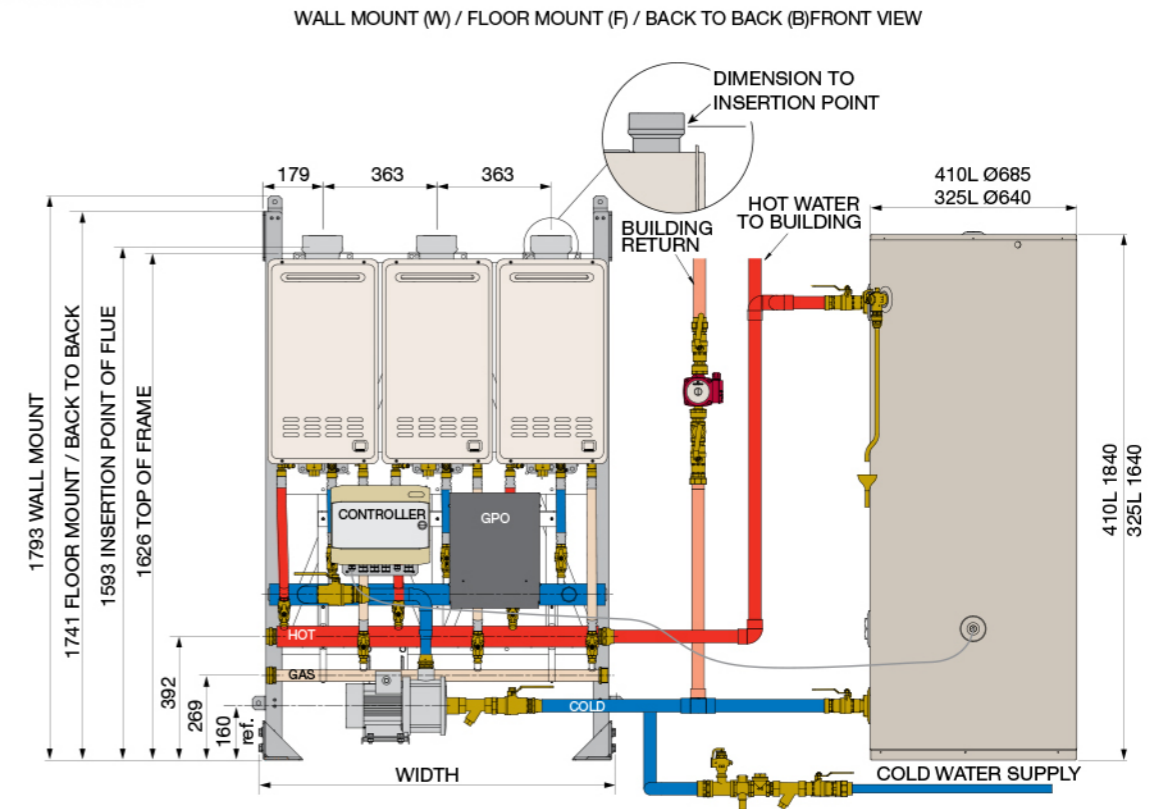 WALL MOUNT (W) / FLOOR MOUNT (F) / BACK TO BACK (B)FRONT VIEW
DIMENSION TO
INSERTION POINT
179
363
363
410L Ø685
325L Ø640
HOT WATER
TO BUILDING
BUILDING
RETURN
1793 WALL MOUNT
1741 FLOOR MOUNT / BACK TO BACK
1593 INSERTION POINT OF FLUE
1626 TOP OF FRAME
410L 1840
325L 1640
CONTROLLER
GPO
HOT
GAS
392
269
160
ref.
COLD
WIDTH
COLD WATER SUPPLY